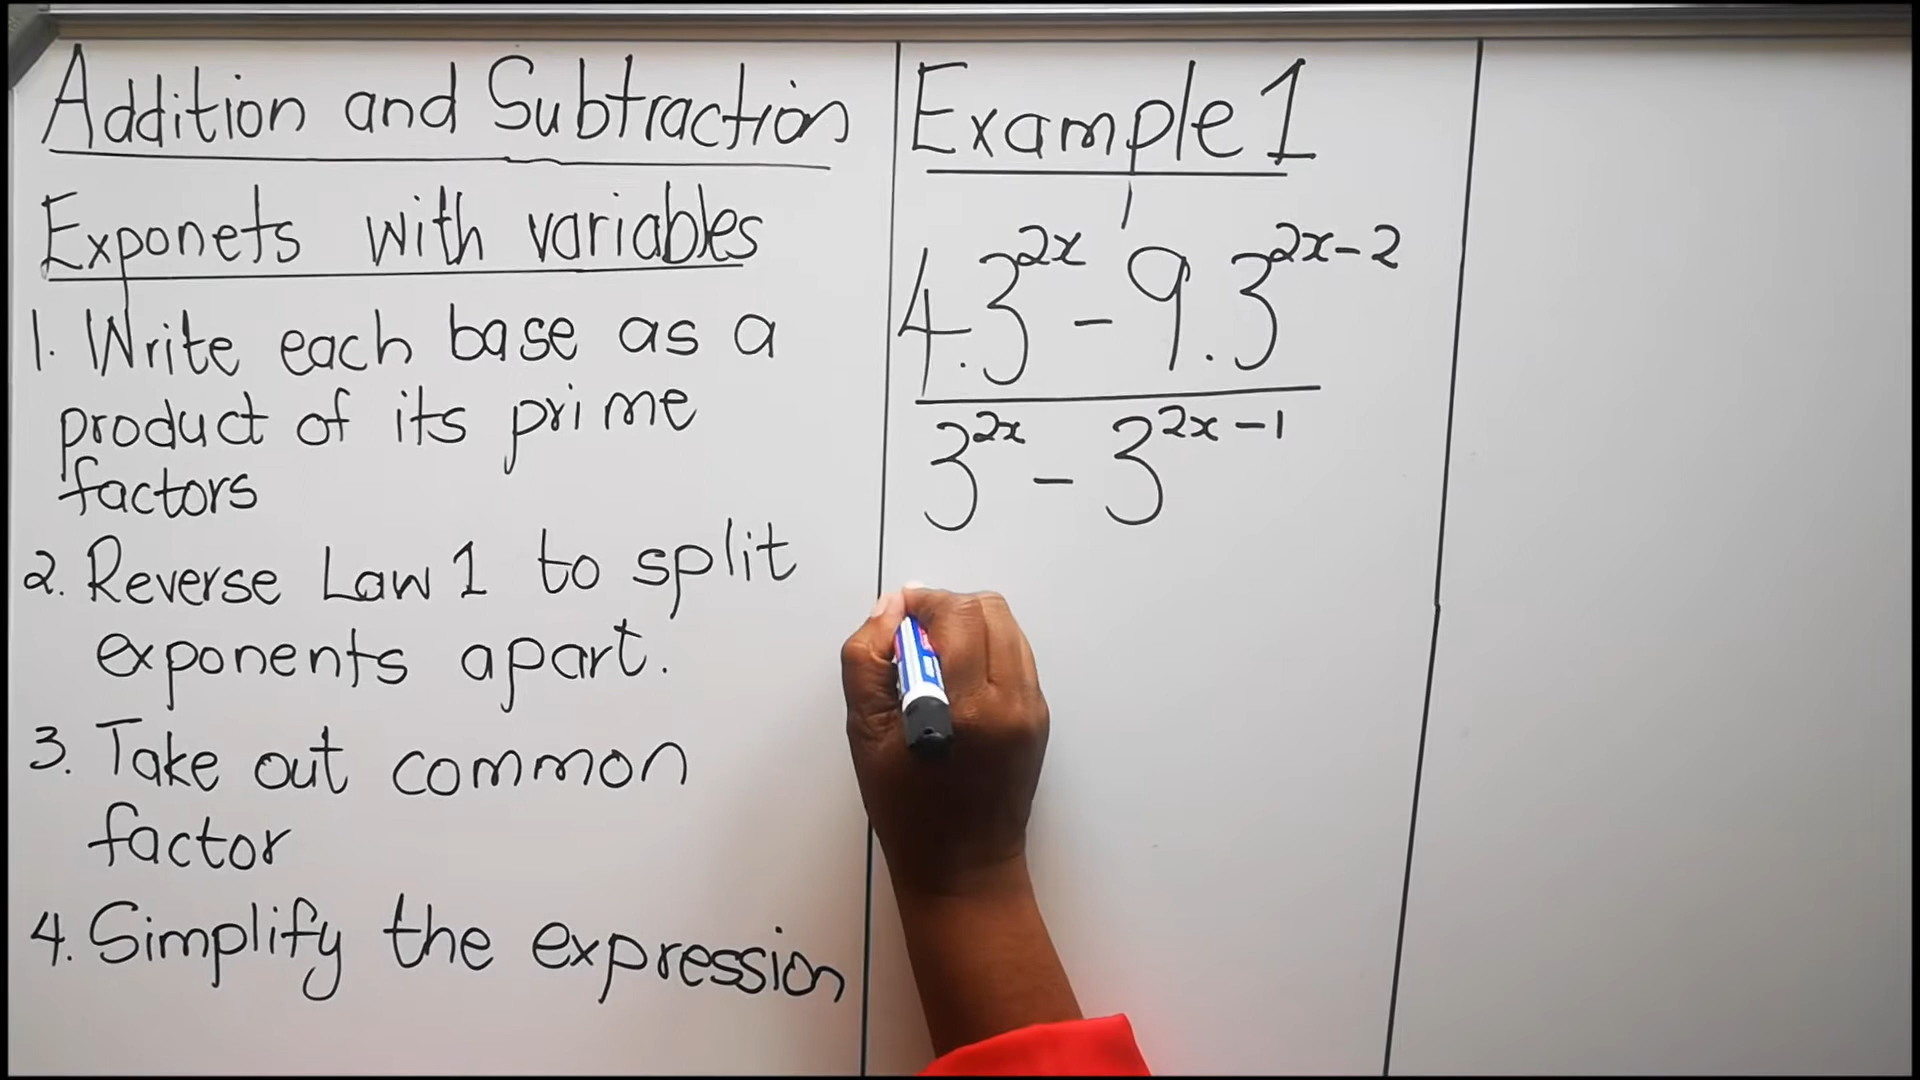 Addition and Subtraction
Exponets with variables
1. Write each base as a
product of its prime
factors
2. Reverse Law 1 to split
exponents apart.
3. Take out common
factor
4. Simplify the expression
Example 1
4.3^{2x} - 9.3^{2x-2}
3^{2x} - 3^{2x-1}